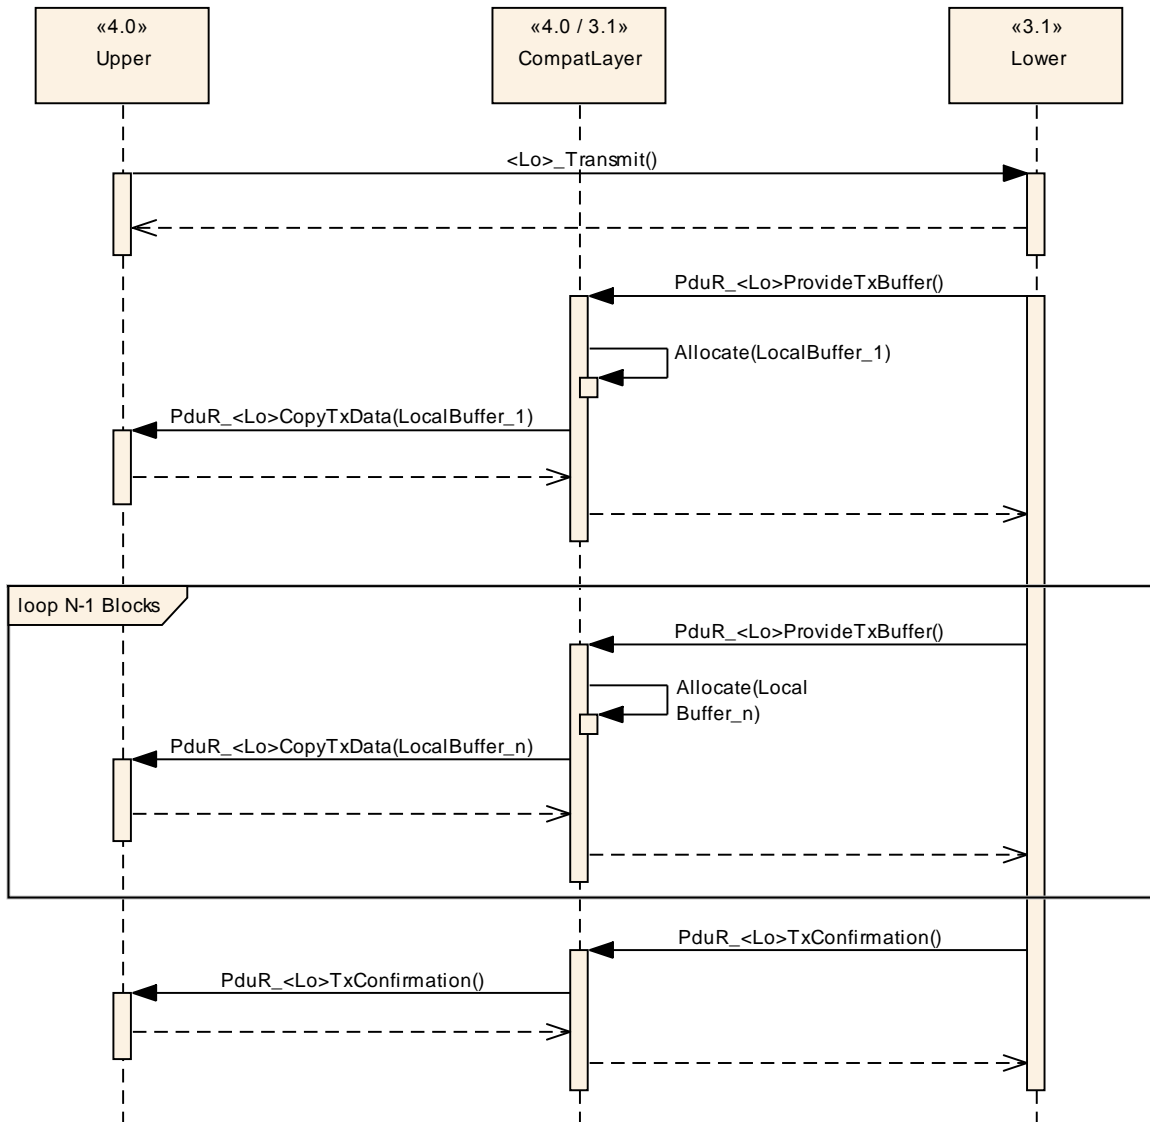 «4.0»
Upper
«4.0 / 3.1»
CompatLayer
«3.1»
Lower
<Lo>_Transmit()
PduR_<Lo>ProvideTxBuffer()
Allocate(LocalBuffer_1)
PduR_<Lo>CopyTxData(LocalBuffer_1)
loop N-1 Blocks
PduR_<Lo>ProvideTxBuffer()
Allocate(Local
Buffer_n)
PduR_<Lo>CopyTxData(LocalBuffer_n)
PduR_<Lo>TxConfirmation()
PduR_<Lo>TxConfirmation()